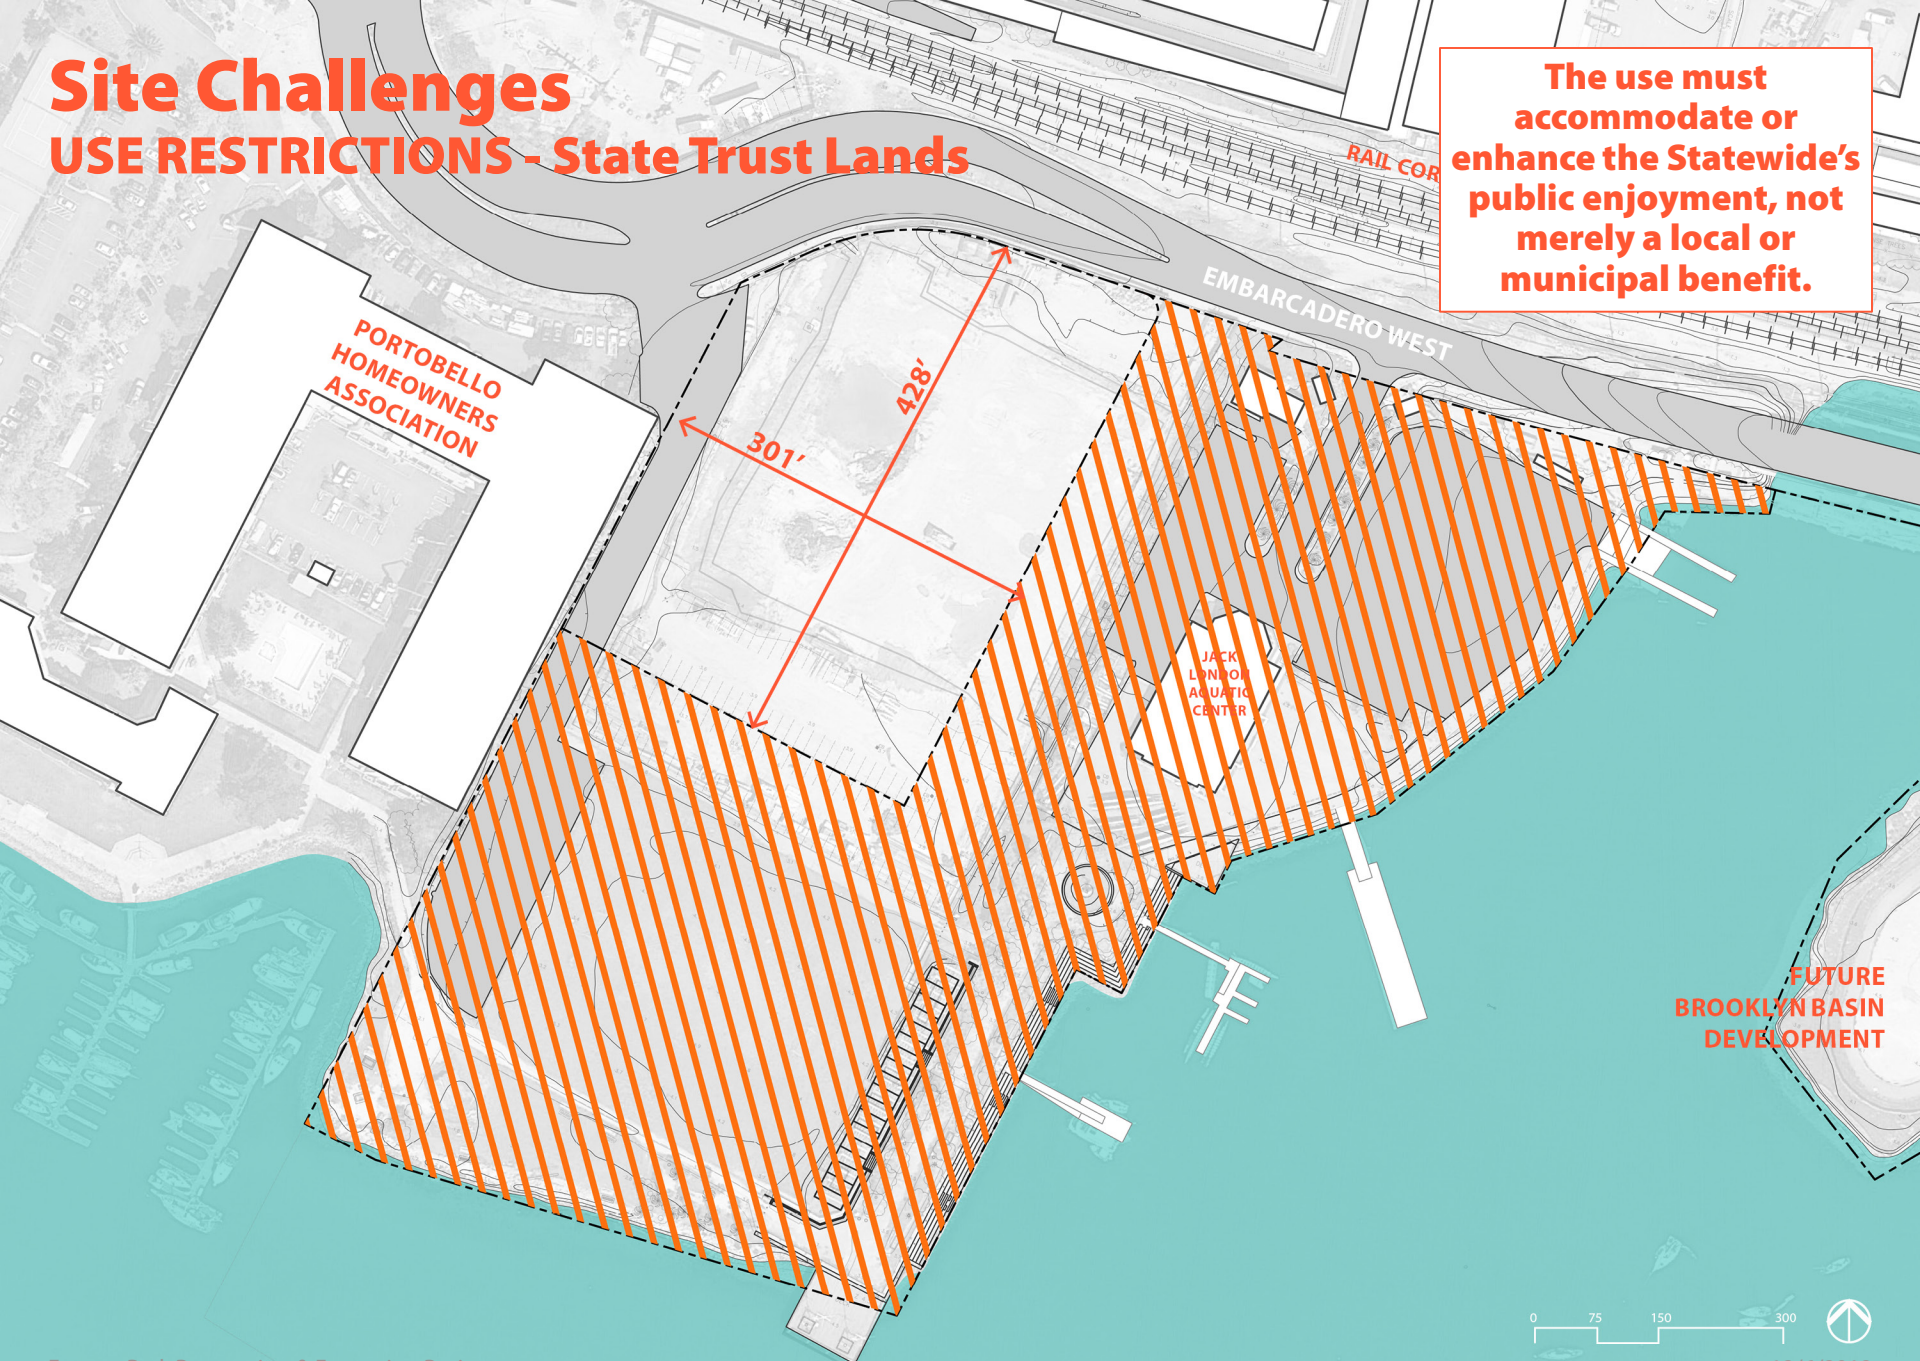 Site Challenges
USE RESTRICTIONS - State Trust Lands
The use must
accommodate or
enhance the Statewide's
public enjoyment, not
merely a local or
municipal benefit.
RAIL COR
EMBARCADERO WEST
PORTOBELLO
HOMEOWNERS
ASSOCIATION
428'
301'
JACK
LONDON
AQUATIC
CENTER
FUTURE
BROOKLYN BASIN
DEVELOPMENT
0 75 150 300